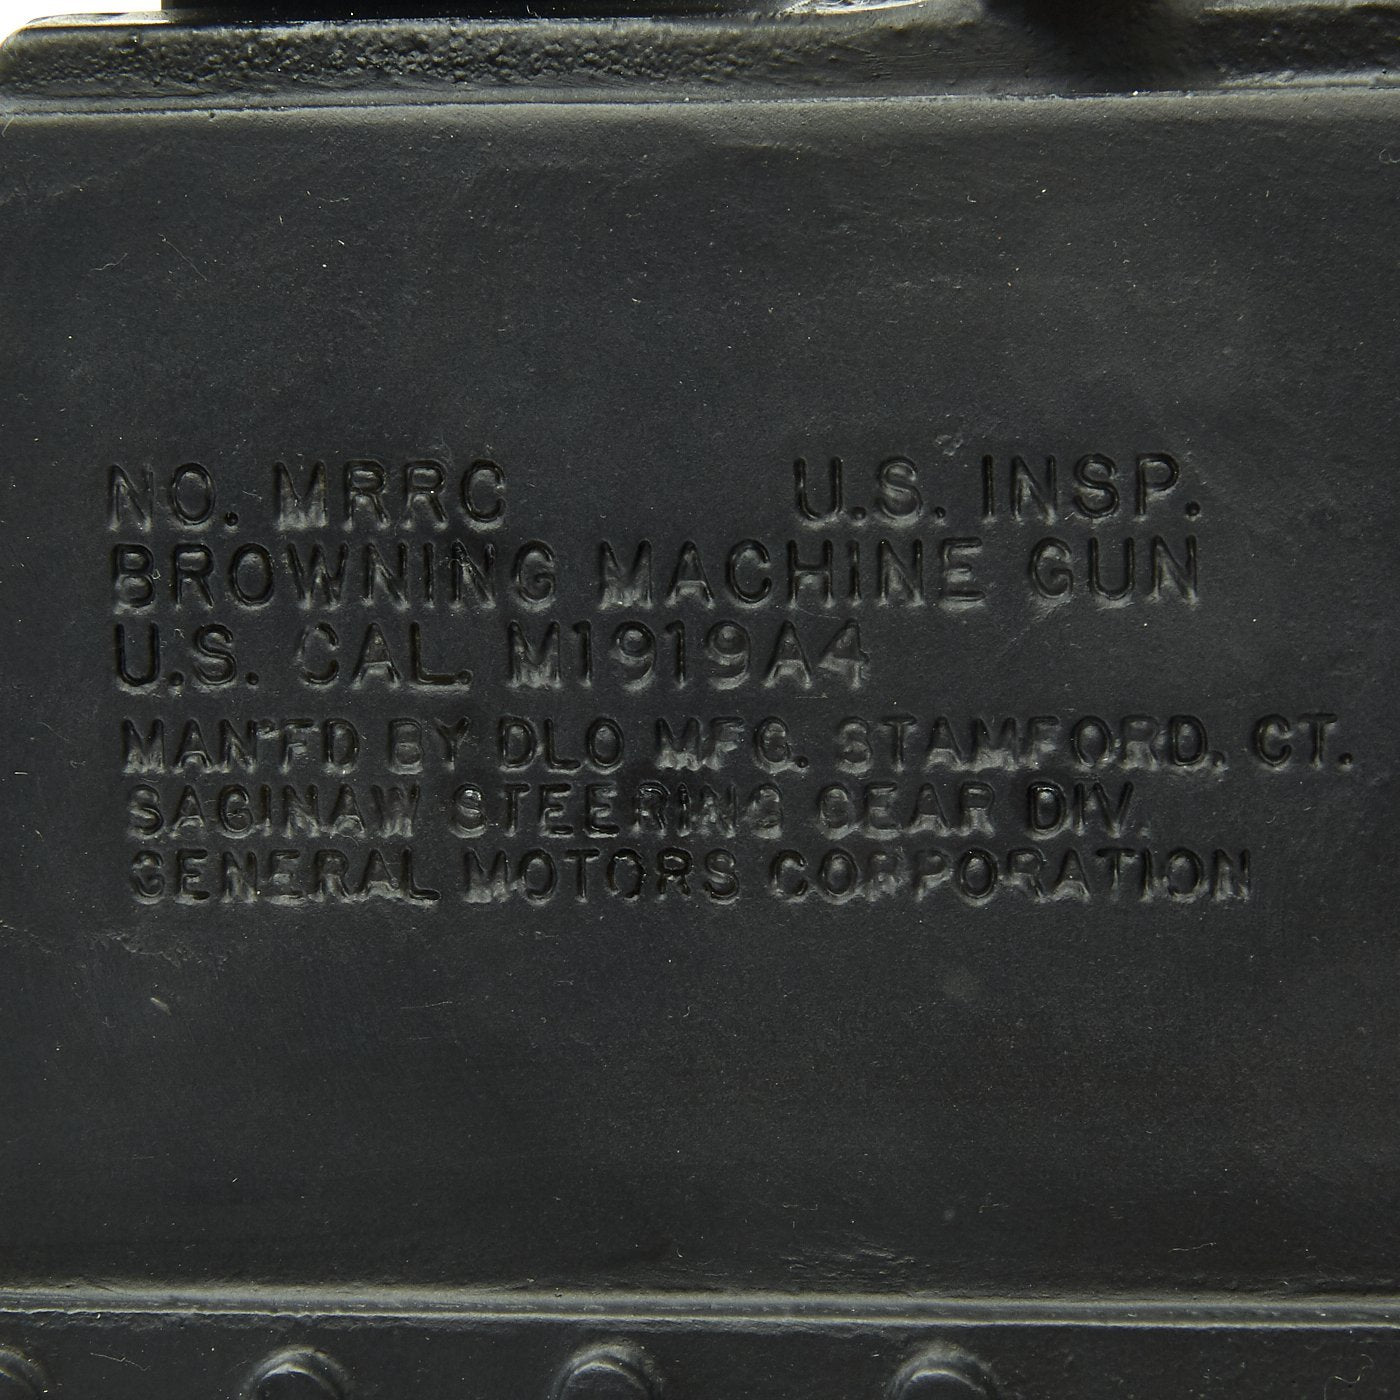 NO. MRRC U.S. INSP.
BROWNING MACHINE GUN
U.S. CAL. M1919A4
MAN'FD BY DLO MFG. STAMFORD. CT.
SAGINAW STEERING GEAR DIV.
GENERAL MOTORS CORPORATION